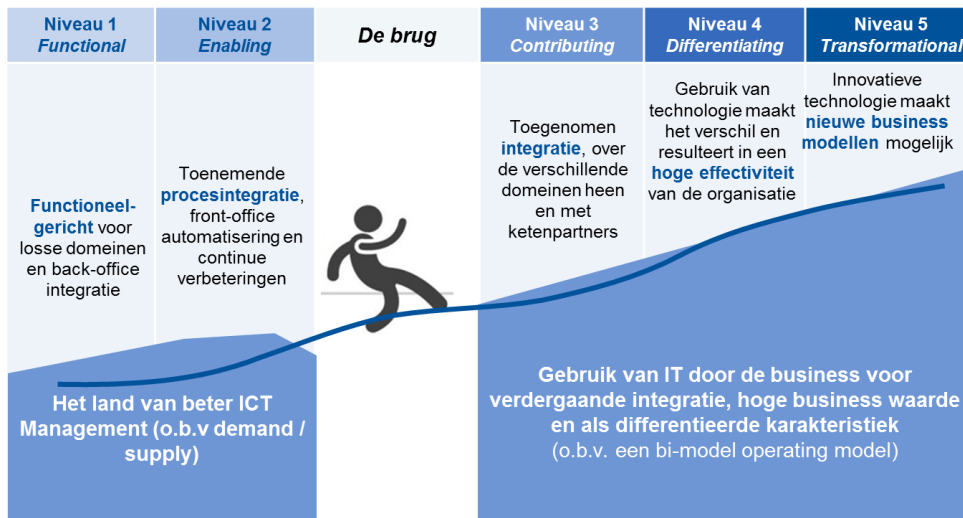 Niveau 1
Functional
Niveau 2
Enabling
De brug
Niveau 3
Contributing
Niveau 4
Differentiating
Niveau 5
Transformational
Functioneel-
gericht voor
losse domeinen
en back-office
integratie
Toenemende
procesintegratie,
front-office
automatisering en
continue
verbeteringen
Toegenomen
integratie, over
de verschillende
domeinen heen
en met
ketenpartners
Gebruik van
technologie maakt
het verschil en
resulteert in een
hoge effectiviteit
van de organisatie
Innovatieve
technologie maakt
nieuwe business
modellen mogelijk
Het land van beter ICT
Management (o.b.v demand /
supply)
Gebruik van IT door de business voor
verdergaande integratie, hoge business waarde
en als differentieerde karakteristiek
(o.b.v. een bi-model operating model)